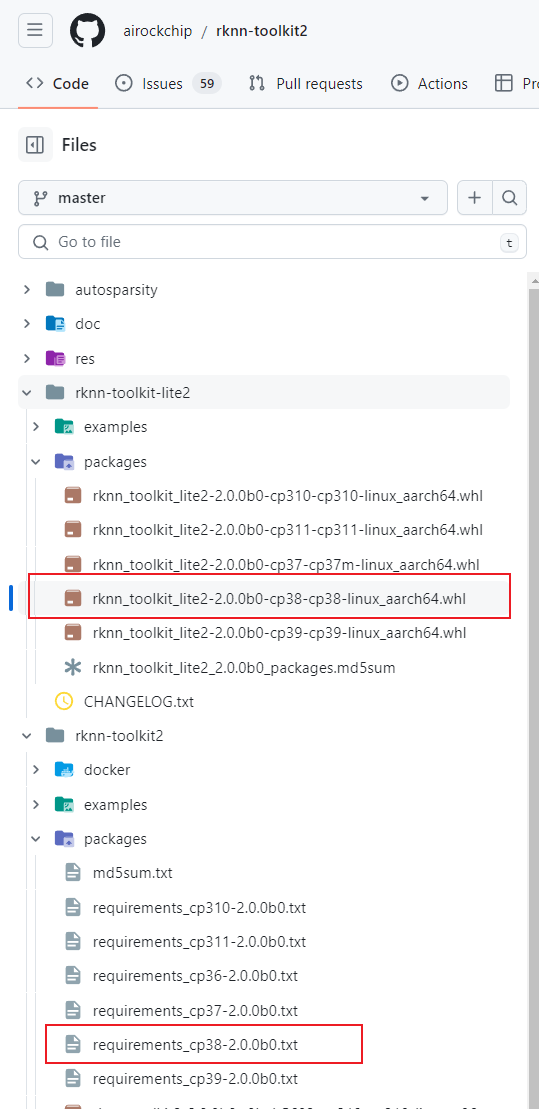 airockchip / rknn-toolkit2
Code Issues 59 Pull requests Actions
Files
master
Go to file t
autosparsity
doc
res
rknn-toolkit-lite2
examples
packages
rknn_toolkit_lite2-2.0.0b0-cp310-cp310-linux_aarch64.whl
rknn_toolkit_lite2-2.0.0b0-cp311-cp311-linux_aarch64.whl
rknn_toolkit_lite2-2.0.0b0-cp37-cp37m-linux_aarch64.whl
rknn_toolkit_lite2-2.0.0b0-cp38-cp38-linux_aarch64.whl
rknn_toolkit_lite2-2.0.0b0-cp39-cp39-linux_aarch64.whl
rknn_toolkit_lite2_2.0.0b0_packages.md5sum
CHANGELOG.txt
rknn-toolkit2
docker
examples
packages
md5sum.txt
requirements_cp310-2.0.0b0.txt
requirements_cp311-2.0.0b0.txt
requirements_cp36-2.0.0b0.txt
requirements_cp37-2.0.0b0.txt
requirements_cp38-2.0.0b0.txt
requirements_cp39-2.0.0b0.txt